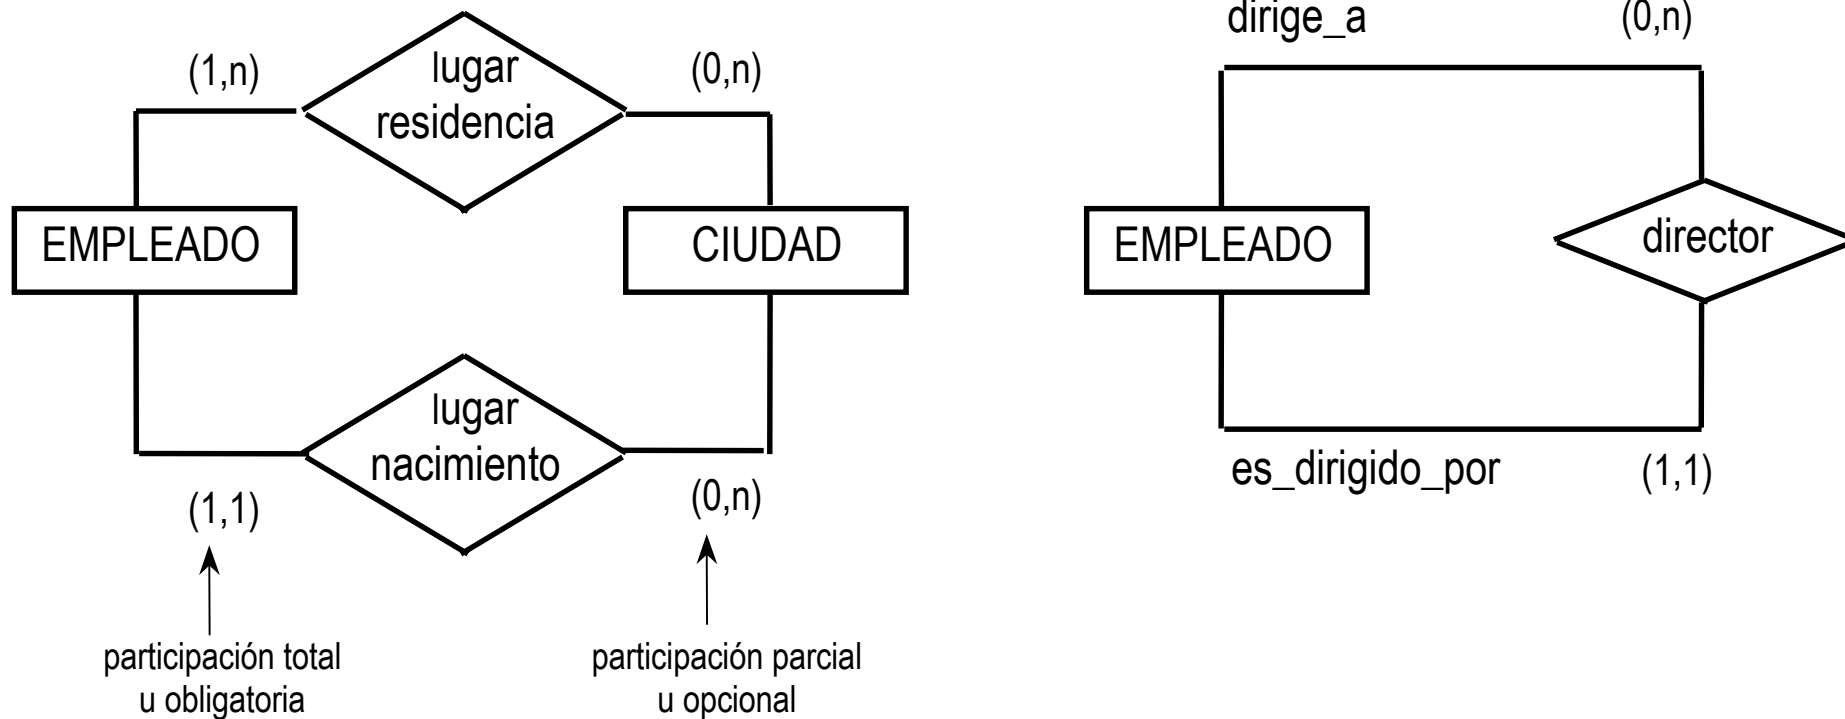 dirige_a
(0,n)
(1,n)
lugar
residencia
(0,n)
EMPLEADO
CIUDAD
EMPLEADO
director
lugar
nacimiento
(1,1)
(0,n)
es_dirigido_por
(1,1)
participación total
u obligatoria
participación parcial
u opcional